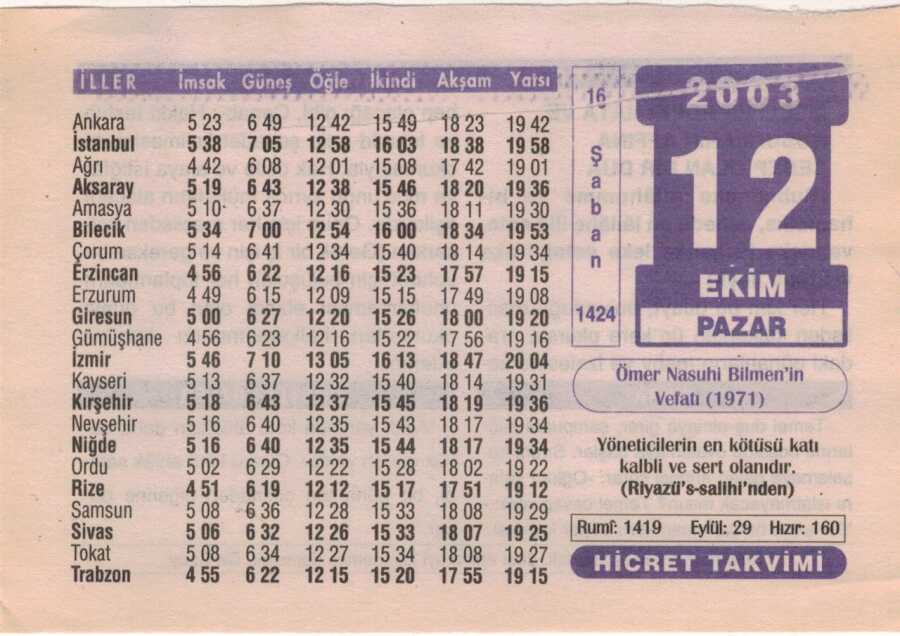 İLLER İmsak Güneş Öğle İkindi Akşam Yatsı
Ankara 5 23 6 49 12 42 15 49 18 23 19 42
İstanbul 5 38 7 05 12 58 16 03 18 38 19 58
Ağrı 4 42 6 08 12 01 15 08 17 42 19 01
Aksaray 5 19 6 43 12 38 15 46 18 20 19 36
Amasya 5 10 6 37 12 30 15 36 18 11 19 30
Bilecik 5 34 7 00 12 54 16 00 18 34 19 53
Çorum 5 14 6 41 12 34 15 40 18 14 19 34
Erzincan 4 56 6 22 12 16 15 23 17 57 19 15
Erzurum 4 49 6 15 12 09 15 15 17 49 19 08
Giresun 5 00 6 27 12 20 15 26 18 00 19 20
Gümüşhane 4 56 6 23 12 16 15 22 17 56 19 16
İzmir 5 46 7 10 13 05 16 13 18 47 20 04
Kayseri 5 13 6 37 12 32 15 40 18 14 19 31
Kırşehir 5 18 6 43 12 37 15 45 18 19 19 36
Nevşehir 5 16 6 40 12 35 15 43 18 17 19 34
Niğde 5 16 6 40 12 35 15 44 18 17 19 34
Ordu 5 02 6 29 12 22 15 28 18 02 19 22
Rize 4 51 6 19 12 12 15 17 17 51 19 12
Samsun 5 08 6 36 12 28 15 33 18 08 19 29
Sivas 5 06 6 32 12 26 15 33 18 07 19 25
Tokat 5 08 6 34 12 27 15 34 18 08 19 27
Trabzon 4 55 6 22 12 15 15 20 17 55 19 15
16
Şaban
1424
2003
12
EKİM
PAZAR
Ömer Nasuhi Bilmen'in
Vefatı (1971)
Yöneticilerin en kötüsü katı
kalbli ve sert olanıdır.
(Riyazü's-salihi'nden)
Rumî: 1419 Eylül: 29 Hızır: 160
HİCRET TAKVİMİ